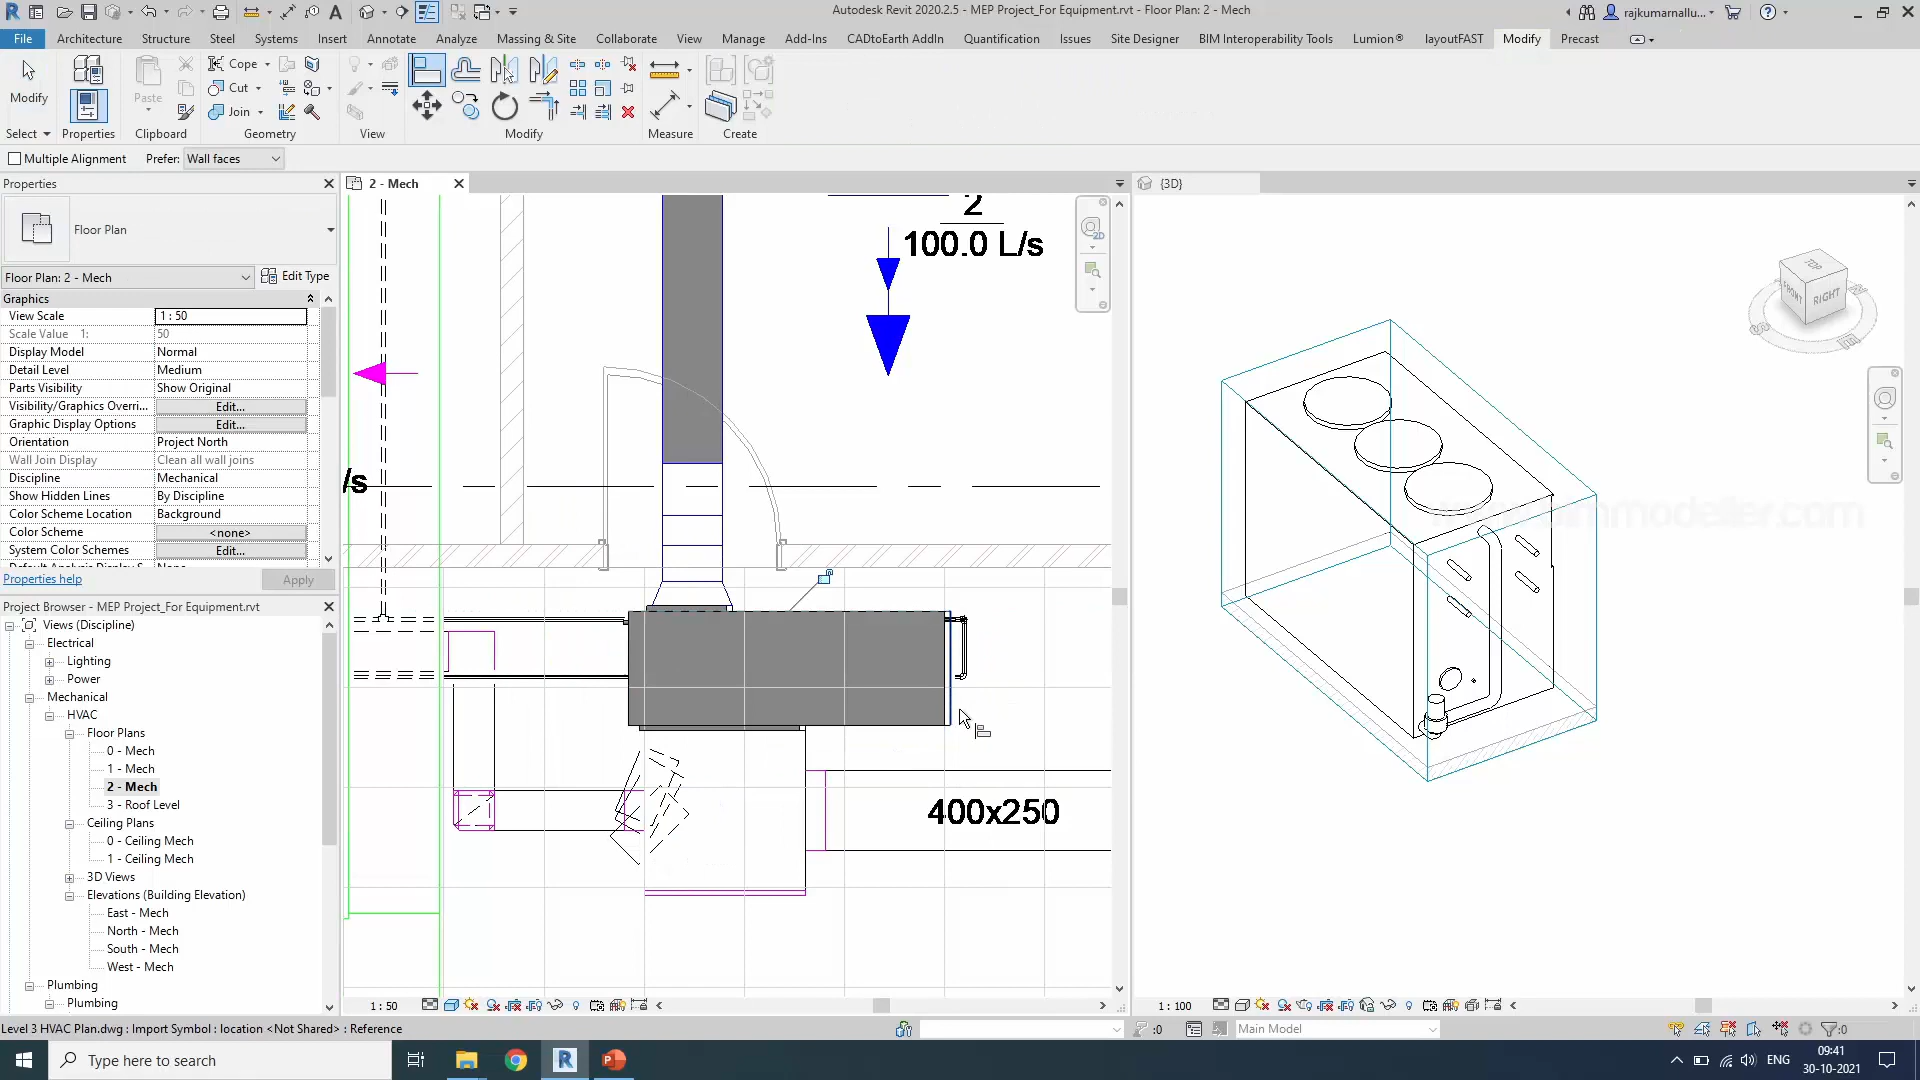 Autodesk Revit 2020.2.5 - MEP Project_For Equipment.rvt - Floor Plan: 2 - Mech
rajkumarnallu...
File Architecture Structure Steel Systems Insert Annotate Analyze Massing & Site Collaborate View Manage Add-Ins CADtoEarth AddIn Quantification Issues Site Designer BIM Interoperability Tools Lumion® layoutFAST Modify Precast
Modify Paste Cope Cut Join
Select Properties Clipboard Geometry View Modify Measure Create
Multiple Alignment Prefer: Wall faces
Properties
2 - Mech
{3D}
Floor Plan
Floor Plan: 2 - Mech Edit Type
Graphics
View Scale 1 : 50
Scale Value 1: 50
Display Model Normal
Detail Level Medium
Parts Visibility Show Original
Visibility/Graphics Overri... Edit...
Graphic Display Options Edit...
Orientation Project North
Wall Join Display Clean all wall joins
Discipline Mechanical
Show Hidden Lines By Discipline
Color Scheme Location Background
Color Scheme <none>
System Color Schemes Edit...
Properties help Apply
Project Browser - MEP Project_For Equipment.rvt
Views (Discipline)
Electrical
Lighting
Power
Mechanical
HVAC
Floor Plans
0 - Mech
1 - Mech
2 - Mech
3 - Roof Level
Ceiling Plans
0 - Ceiling Mech
1 - Ceiling Mech
3D Views
Elevations (Building Elevation)
East - Mech
North - Mech
South - Mech
West - Mech
Plumbing
Plumbing
2
100.0 L/s
/s
400x250
TOP
FRONT
RIGHT
1 : 50
1 : 100
Level 3 HVAC Plan.dwg : Import Symbol : location <Not Shared> : Reference
:0
Main Model
:0
Type here to search
ENG
09:41
30-10-2021